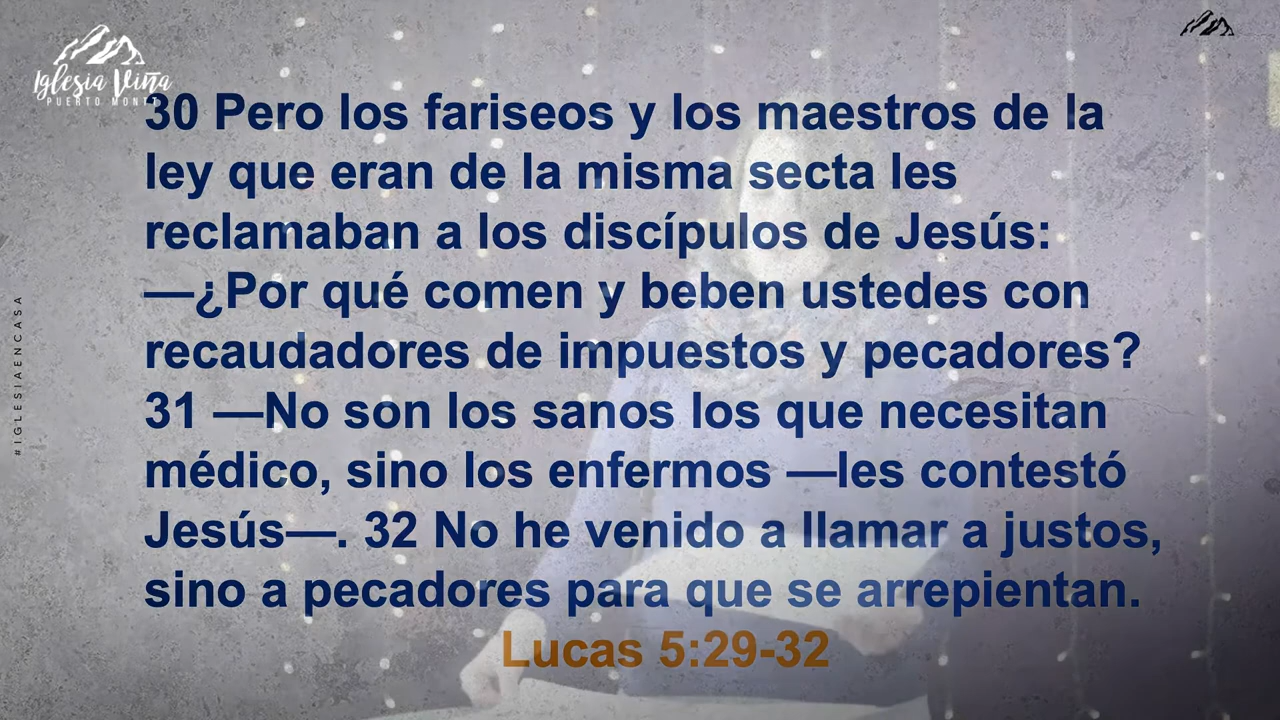 Iglesia Viña
PUERTO MONTT
30 Pero los fariseos y los maestros de la
ley que eran de la misma secta les
reclamaban a los discípulos de Jesús:
—¿Por qué comen y beben ustedes con
recaudadores de impuestos y pecadores?
31 —No son los sanos los que necesitan
médico, sino los enfermos —les contestó
Jesús—. 32 No he venido a llamar a justos,
sino a pecadores para que se arrepientan.
Lucas 5:29-32
#IGLESIAENCASA